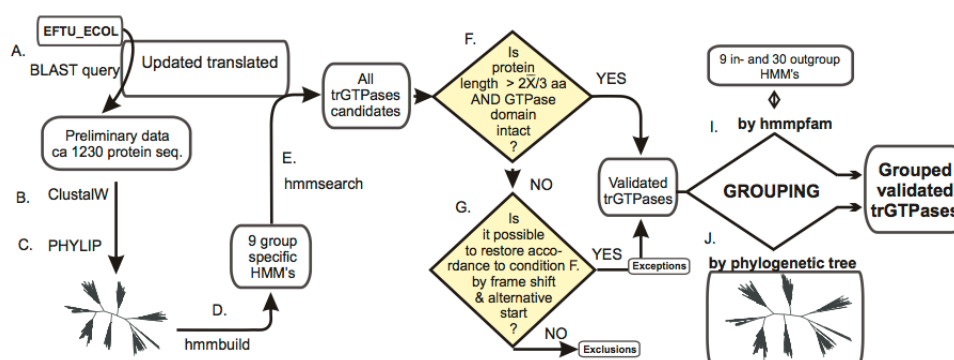 EFTU_ECOL
A.
BLAST query
Updated translated
Preliminary data
ca 1230 protein seq.
B.
ClustalW
C.
PHYLIP
D.
hmmbuild
9 group
specific
HMM's
E.
hmmsearch
All
trGTPases
candidates
F.
Is
protein
length > 2X̅/3 aa
AND GTPase
domain
intact
?
YES
NO
G.
Is
it possible
to restore acco-
rdance to condition F.
by frame shift
& alternative
start
?
YES
Exceptions
NO
Exclusions
Validated
trGTPases
9 in- and 30 outgroup
HMM's
I.
by hmmpfam
GROUPING
J.
by phylogenetic tree
Grouped
validated
trGTPases